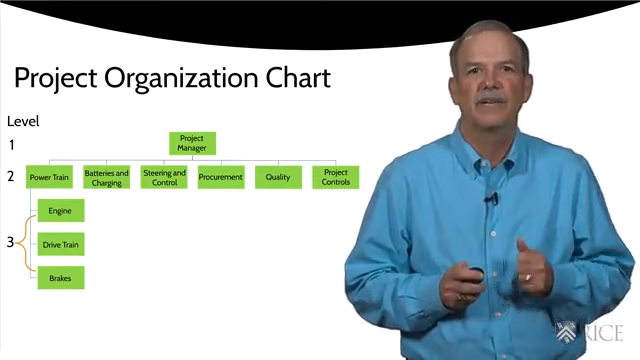 Project Organization Chart
Level
1
Project
Manager
2
Power Train
Batteries and
Charging
Steering and
Control
Procurement
Quality
Project
Controls
3
Engine
Drive Train
Brakes
RICE